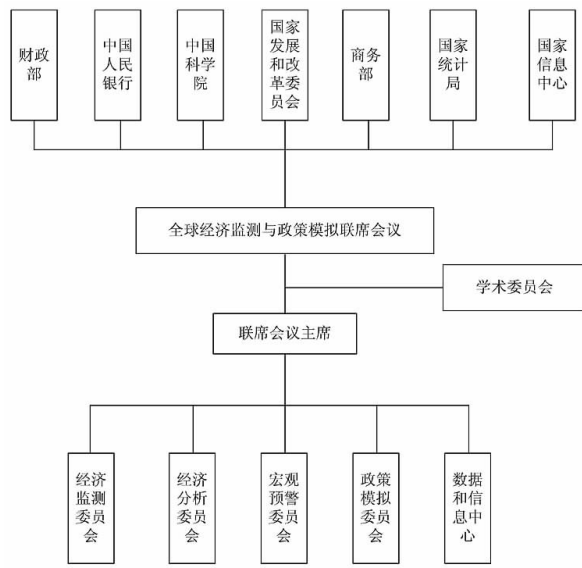 财政
部
中国
人民
银行
中国
科学
院
国家
发展
和改
革委
员会
商务
部
国家
统计
局
国家
信息
中心
全球经济监测与政策模拟联席会议
学术委员会
联席会议主席
经济
监测
委员
会
经济
分析
委员
会
宏观
预警
委员
会
政策
模拟
委员
会
数据
和信
息中
心